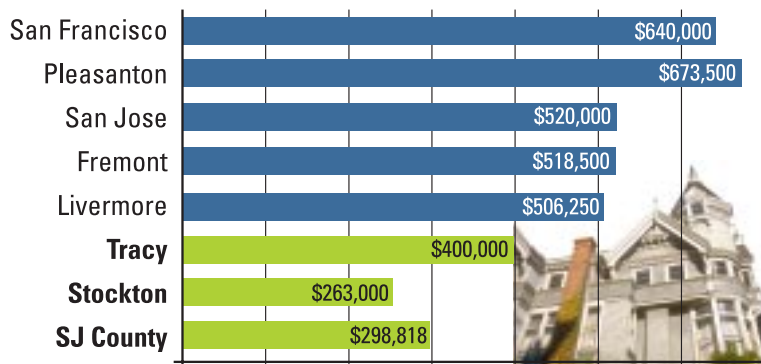 San Francisco $640,000
Pleasanton $673,500
San Jose $520,000
Fremont $518,500
Livermore $506,250
Tracy $400,000
Stockton $263,000
SJ County $298,818